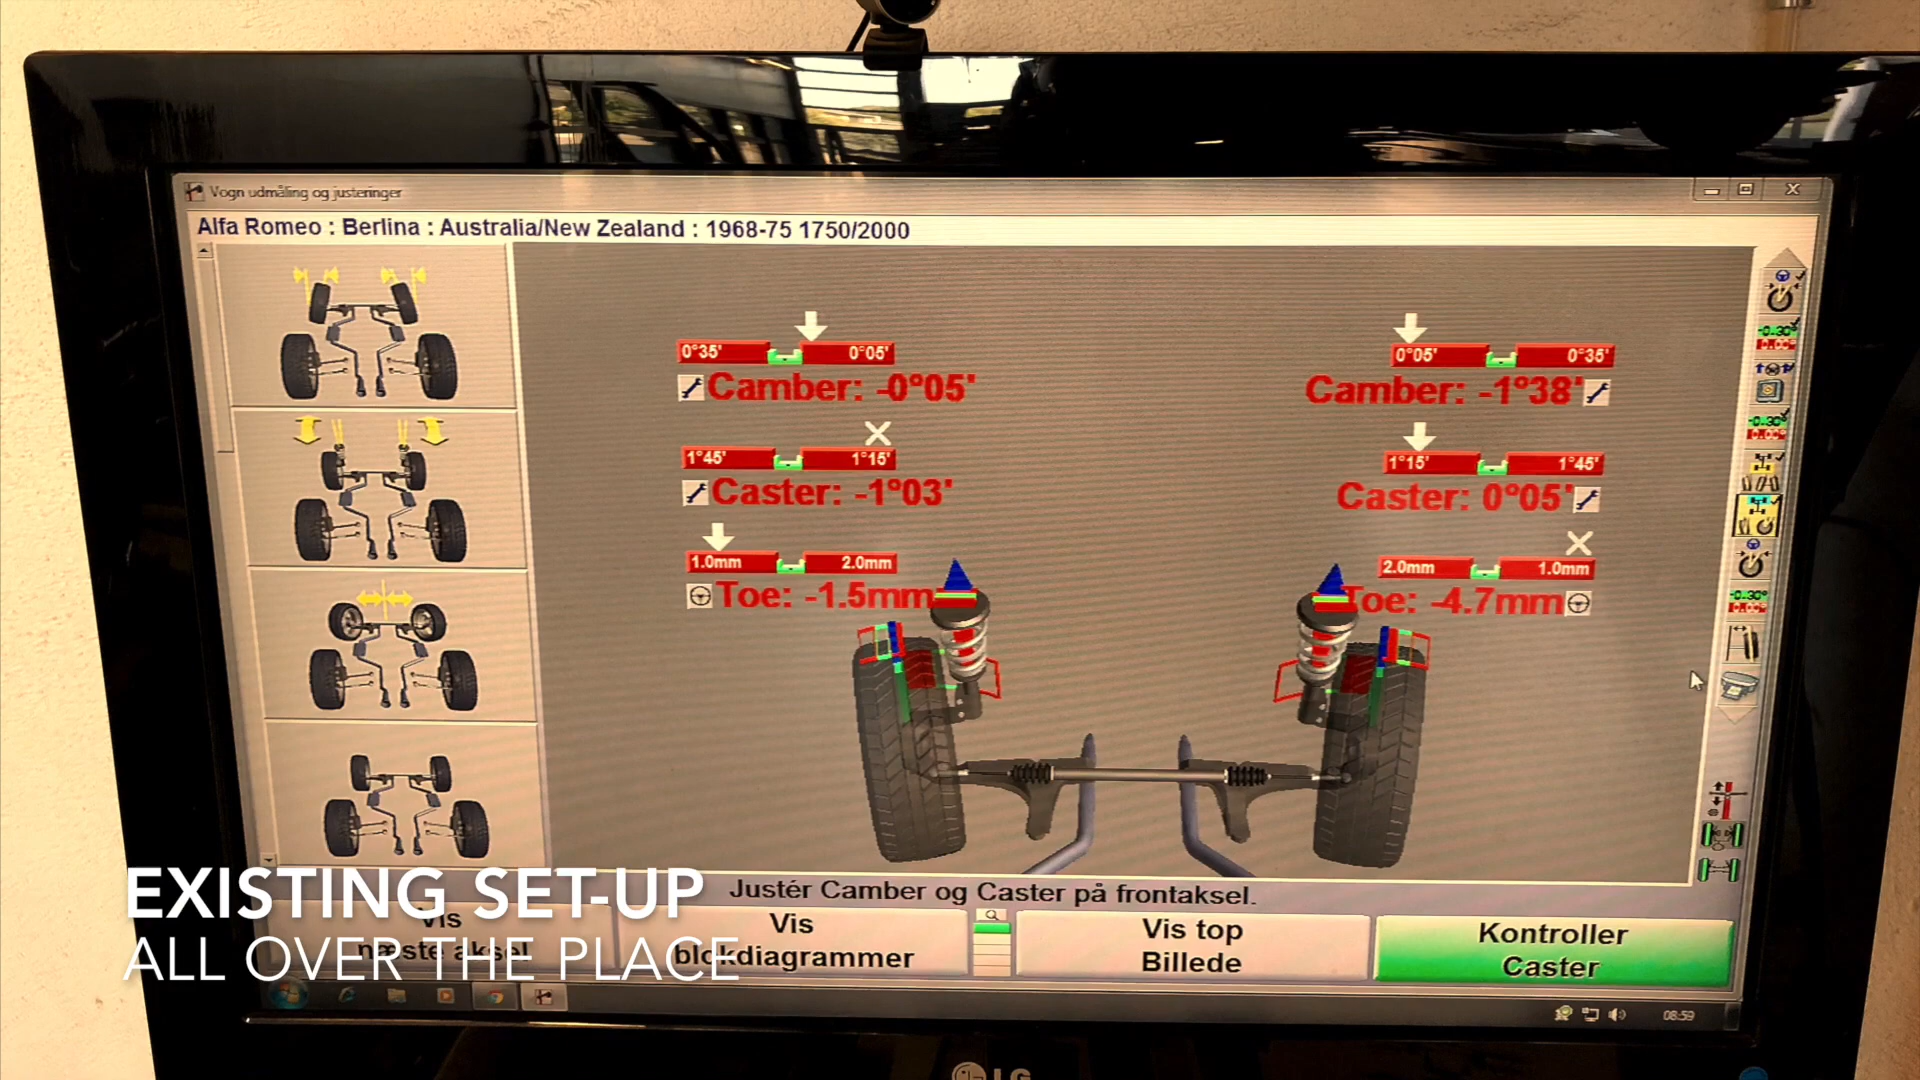 Vogn udmåling og justeringer
Alfa Romeo : Berlina : Australia/New Zealand : 1968-75 1750/2000
0°35' 0°05'
Camber: -0°05'
1°45' 1°15'
Caster: -1°03'
1.0mm 2.0mm
Toe: -1.5mm
0°05' 0°35'
Camber: -1°38'
1°15' 1°45'
Caster: 0°05'
2.0mm 1.0mm
Toe: -4.7mm
Justér Camber og Caster på frontaksel.
Vis
næste aksel
Vis
blokdiagrammer
Vis top
Billede
Kontroller
Caster
EXISTING SET-UP
ALL OVER THE PLACE
08:59
LG